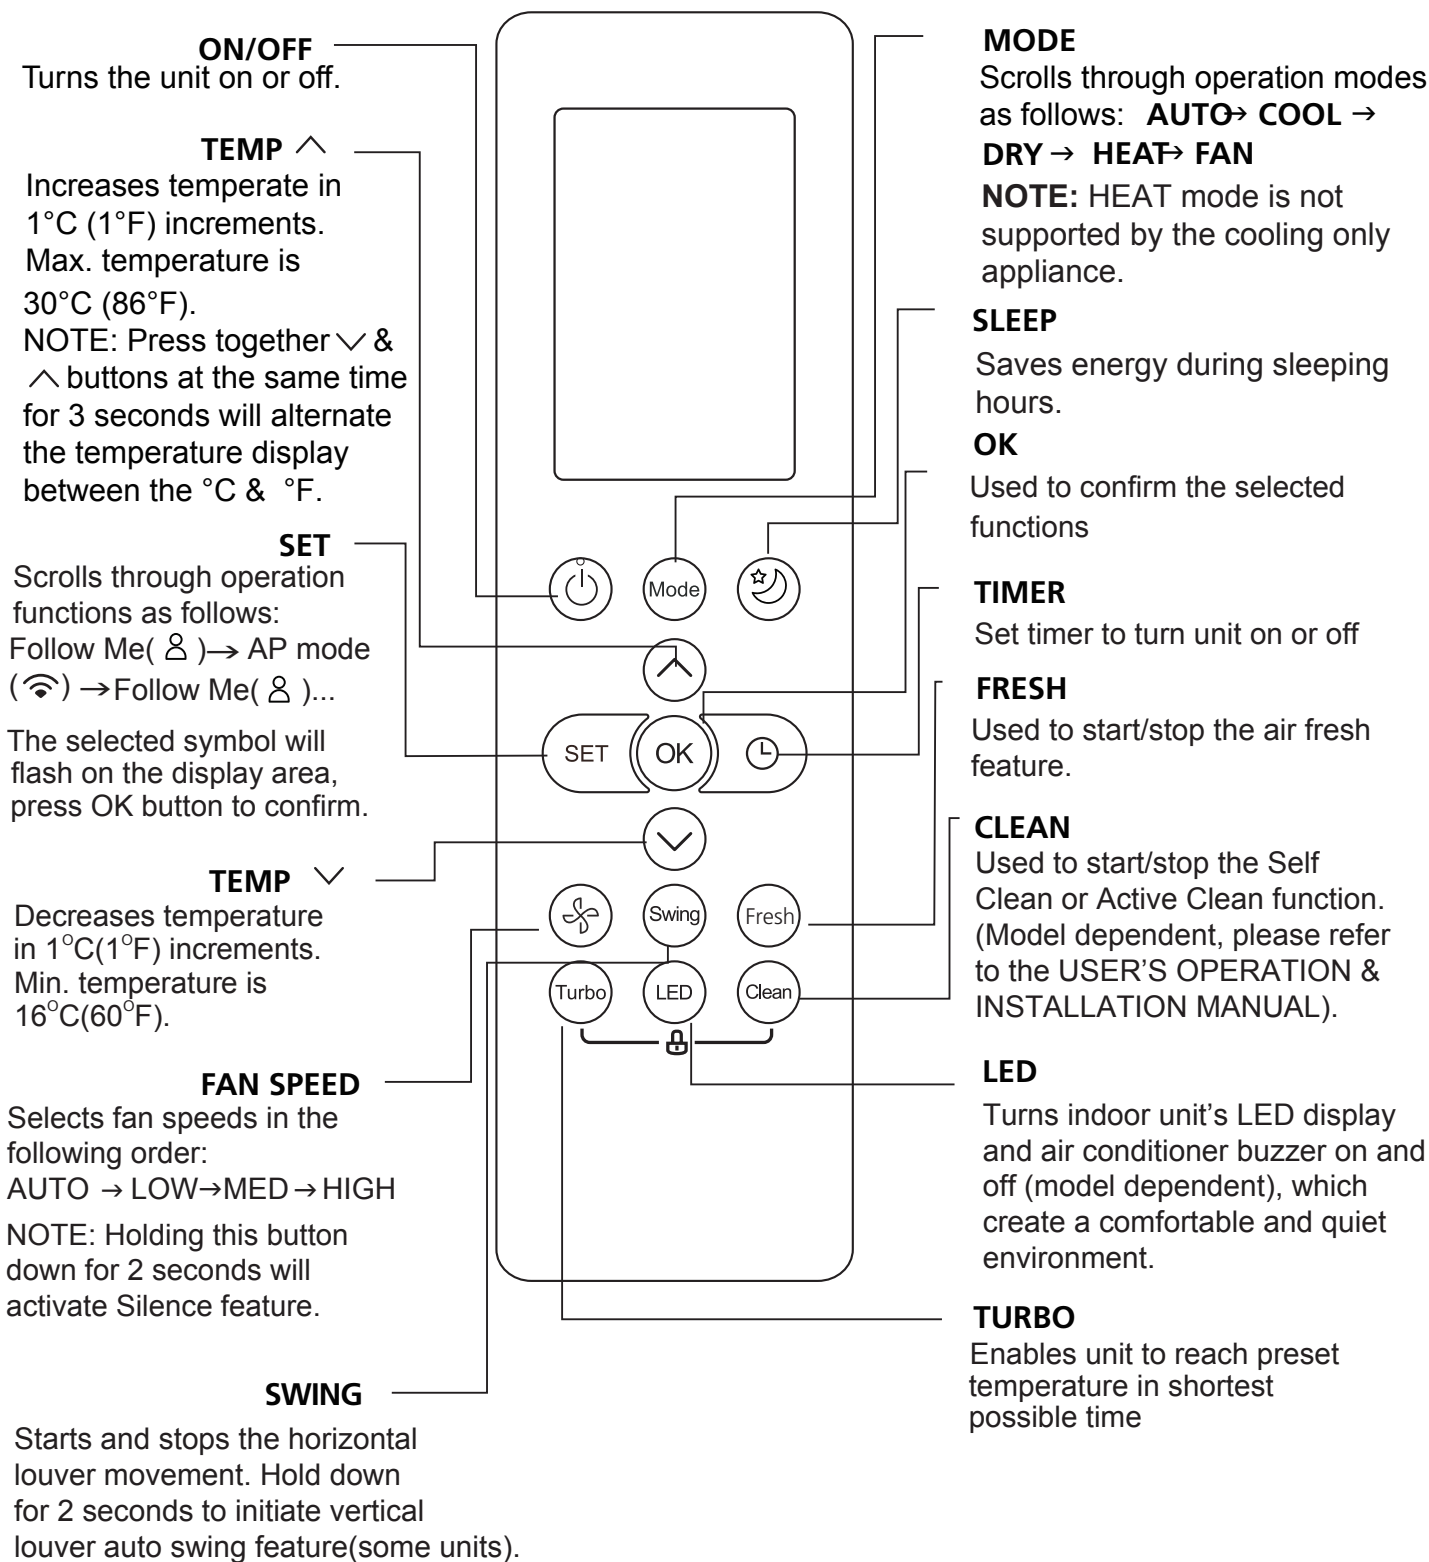 ON/OFF
Turns the unit on or off.
TEMP
Increases temperate in
1°C (1°F) increments.
Max. temperature is
30°C (86°F).
NOTE: Press together &
buttons at the same time
for 3 seconds will alternate
the temperature display
between the °C & °F.
SET
Scrolls through operation
functions as follows:
Follow Me( )→ AP mode
( ) →Follow Me( )...
The selected symbol will
flash on the display area,
press OK button to confirm.
TEMP
Decreases temperature
in 1°C(1°F) increments.
Min. temperature is
16°C(60°F).
FAN SPEED
Selects fan speeds in the
following order:
AUTO → LOW→MED→HIGH
NOTE: Holding this button
down for 2 seconds will
activate Silence feature.
SWING
Starts and stops the horizontal
louver movement. Hold down
for 2 seconds to initiate vertical
louver auto swing feature(some units).
Mode
SET
OK
Swing
Fresh
Turbo
LED
Clean
MODE
Scrolls through operation modes
as follows: AUTO→ COOL →
DRY → HEAT→ FAN
NOTE: HEAT mode is not
supported by the cooling only
appliance.
SLEEP
Saves energy during sleeping
hours.
OK
Used to confirm the selected
functions
TIMER
Set timer to turn unit on or off
FRESH
Used to start/stop the air fresh
feature.
CLEAN
Used to start/stop the Self
Clean or Active Clean function.
(Model dependent, please refer
to the USER'S OPERATION &
INSTALLATION MANUAL).
LED
Turns indoor unit's LED display
and air conditioner buzzer on and
off (model dependent), which
create a comfortable and quiet
environment.
TURBO
Enables unit to reach preset
temperature in shortest
possible time